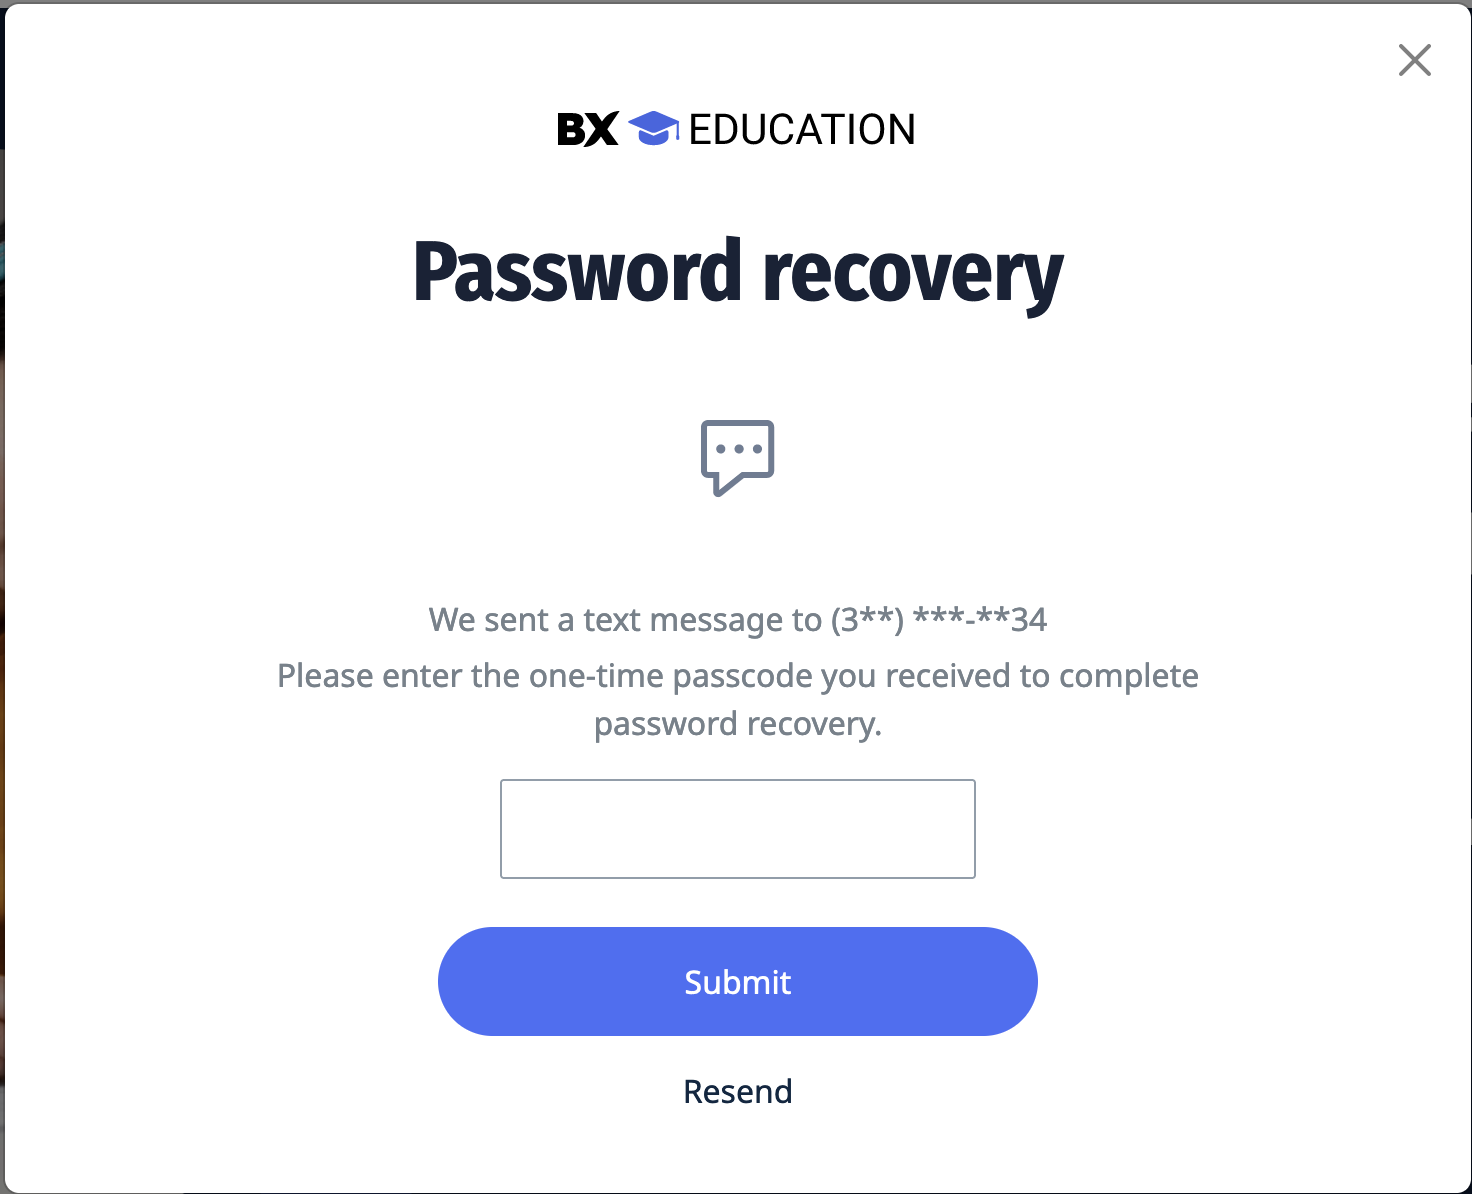 BX EDUCATION
Password recovery
We sent a text message to (3**) ***-**34
Please enter the one-time passcode you received to complete
password recovery.
Submit
Resend